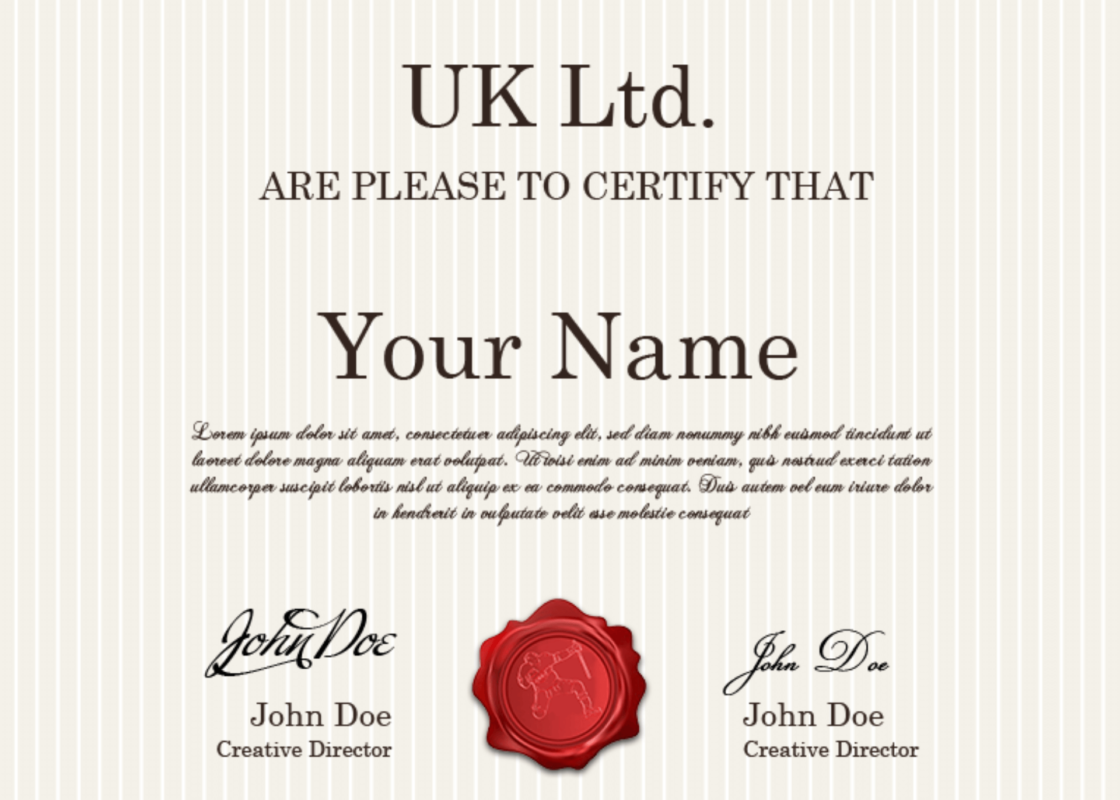 UK Ltd.
ARE PLEASE TO CERTIFY THAT
Your Name
Lorem ipsum dolor sit amet, consectetuer adipiscing elit, sed diam nonummy nibh euismod tincidunt ut
laoreet dolore magna aliquam erat volutpat. Ut wisi enim ad minim veniam, quis nostrud exerci tation
ullamcorper suscipit lobortis nisl ut aliquip ex ea commodo consequat. Duis autem vel eum iriure dolor
in hendrerit in vulputate velit esse molestie consequat
John Doe
John Doe
John Doe
John Doe
Creative Director
Creative Director